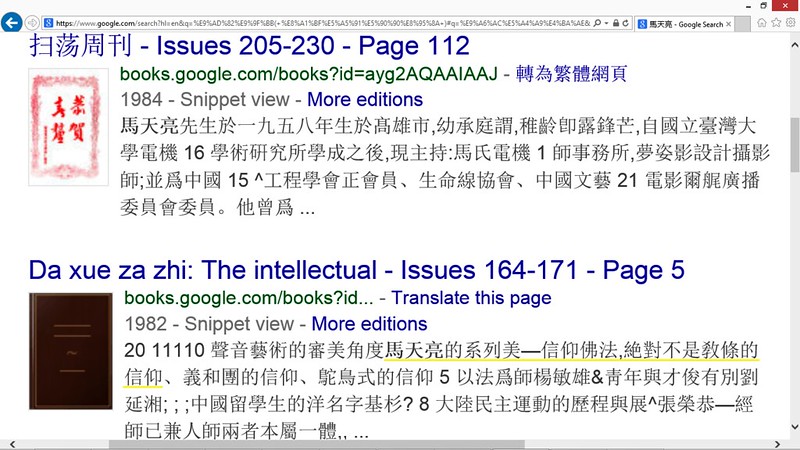 https://www.google.com/search?hl=en&q=%E9%AD%82%E9%9F%BB(+%E8%A1%BF%E5%A5%91%E5%90%90%E8%95%8A+)#q=%E9%A6%AC%E5%A4%A9%E4%BA%AE&
馬天亮 - Google Search
扫荡周刊 - Issues 205-230 - Page 112
books.google.com/books?id=ayg2AQAAIAAJ - 轉為繁體網頁
1984 - Snippet view - More editions
馬天亮先生於一九五八年生於髙雄市,幼承庭謂,稚齡卽露鋒芒,自國立臺灣大
學電機 16 學術硏究所學成之後,現主持:馬氏電機 1 師事務所,夢姿影設計攝影
師;並爲中國 15 ^工程學會正會員、生命線協會、中國文藝 21 電影爾艉廣播
委員會委員。他曾爲 ...
Da xue za zhi: The intellectual - Issues 164-171 - Page 5
books.google.com/books?id... - Translate this page
1982 - Snippet view - More editions
20 11110 聲音藝術的審美角度馬天亮的系列美—信仰佛法,絕對不是敎條的
信仰、義和團的信仰、鴕鳥式的信仰 5 以法爲師楊敏雄&靑年與才俊有別劉
延湘; ; ;中國留學生的洋名字基杉? 8 大陸民主運動的歷程與展^張榮恭—經
師已兼人師兩者本屬一體,, ...